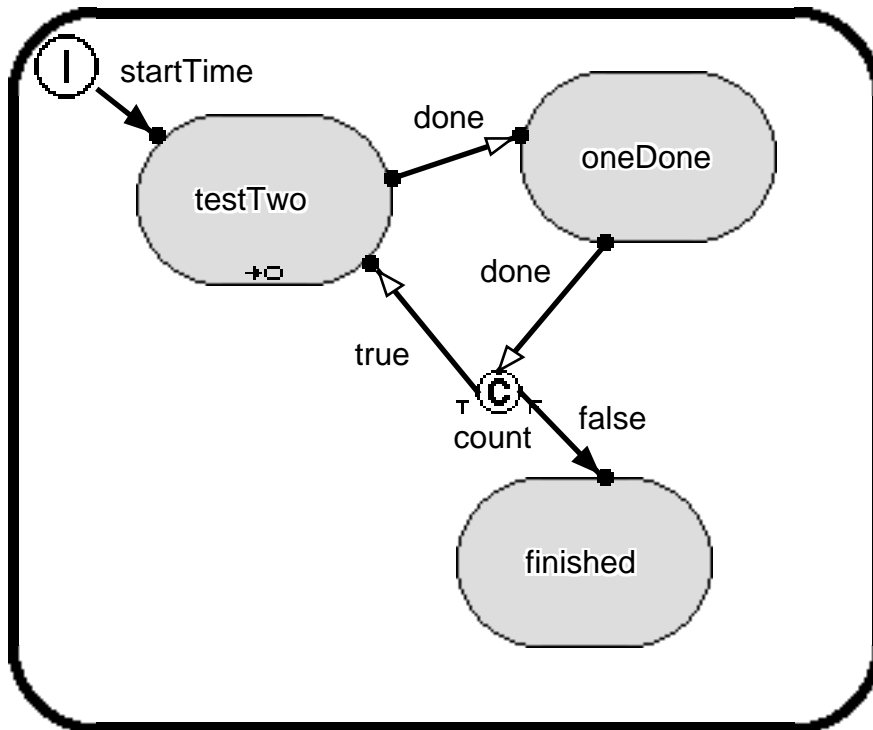 I
startTime
done
oneDone
testTwo
done
true
C
T
F
false
count
finished